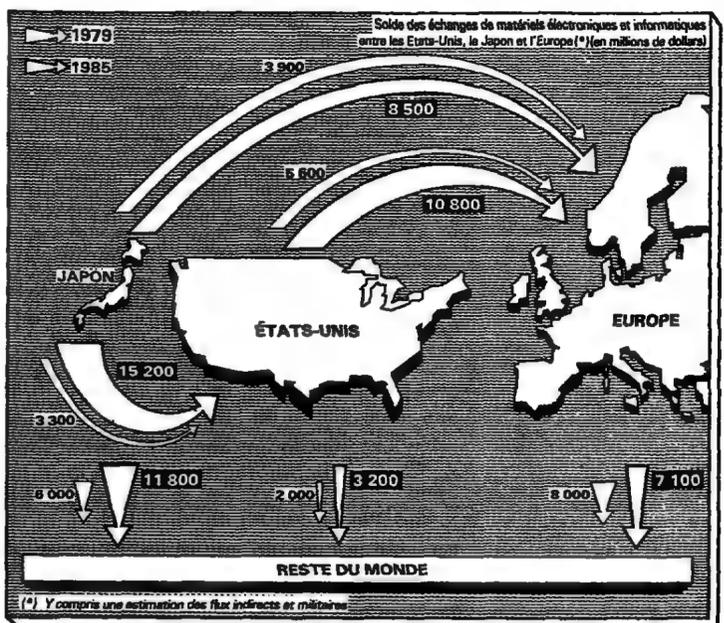 Solde des échanges de matériels électroniques et informatiques
entre les Etats-Unis, le Japon et l'Europe(*)(en millions de dollars)
1979
1985
3 900
8 500
5 600
10 800
JAPON
ÉTATS-UNIS
EUROPE
15 200
3 300
6 000
11 800
2 000
3 200
8 000
7 100
RESTE DU MONDE
(*) Y compris une estimation des flux indirects et militaires